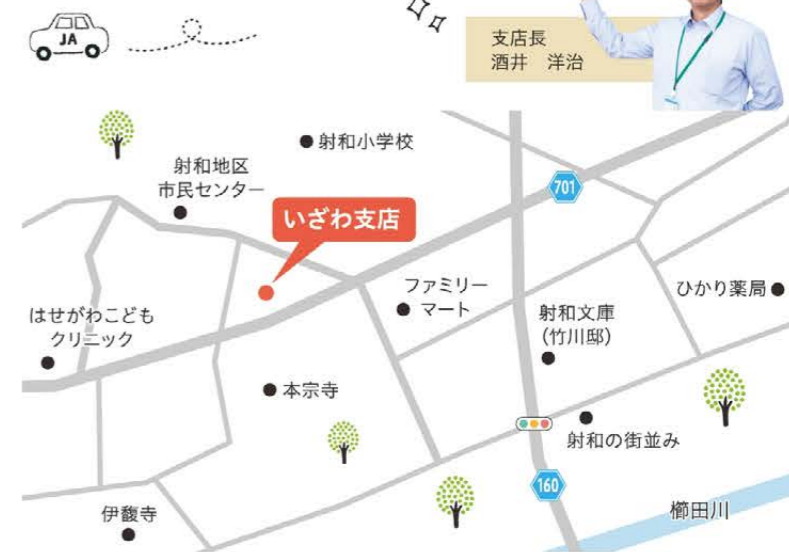 JA
支店長
酒井 洋治
射和小学校
射和地区
市民センター
701
いざわ支店
ファミリー
マート
ひかり薬局
はせがわこども
クリニック
射和文庫
(竹川邸)
本宗寺
射和の街並み
160
伊馥寺
櫛田川